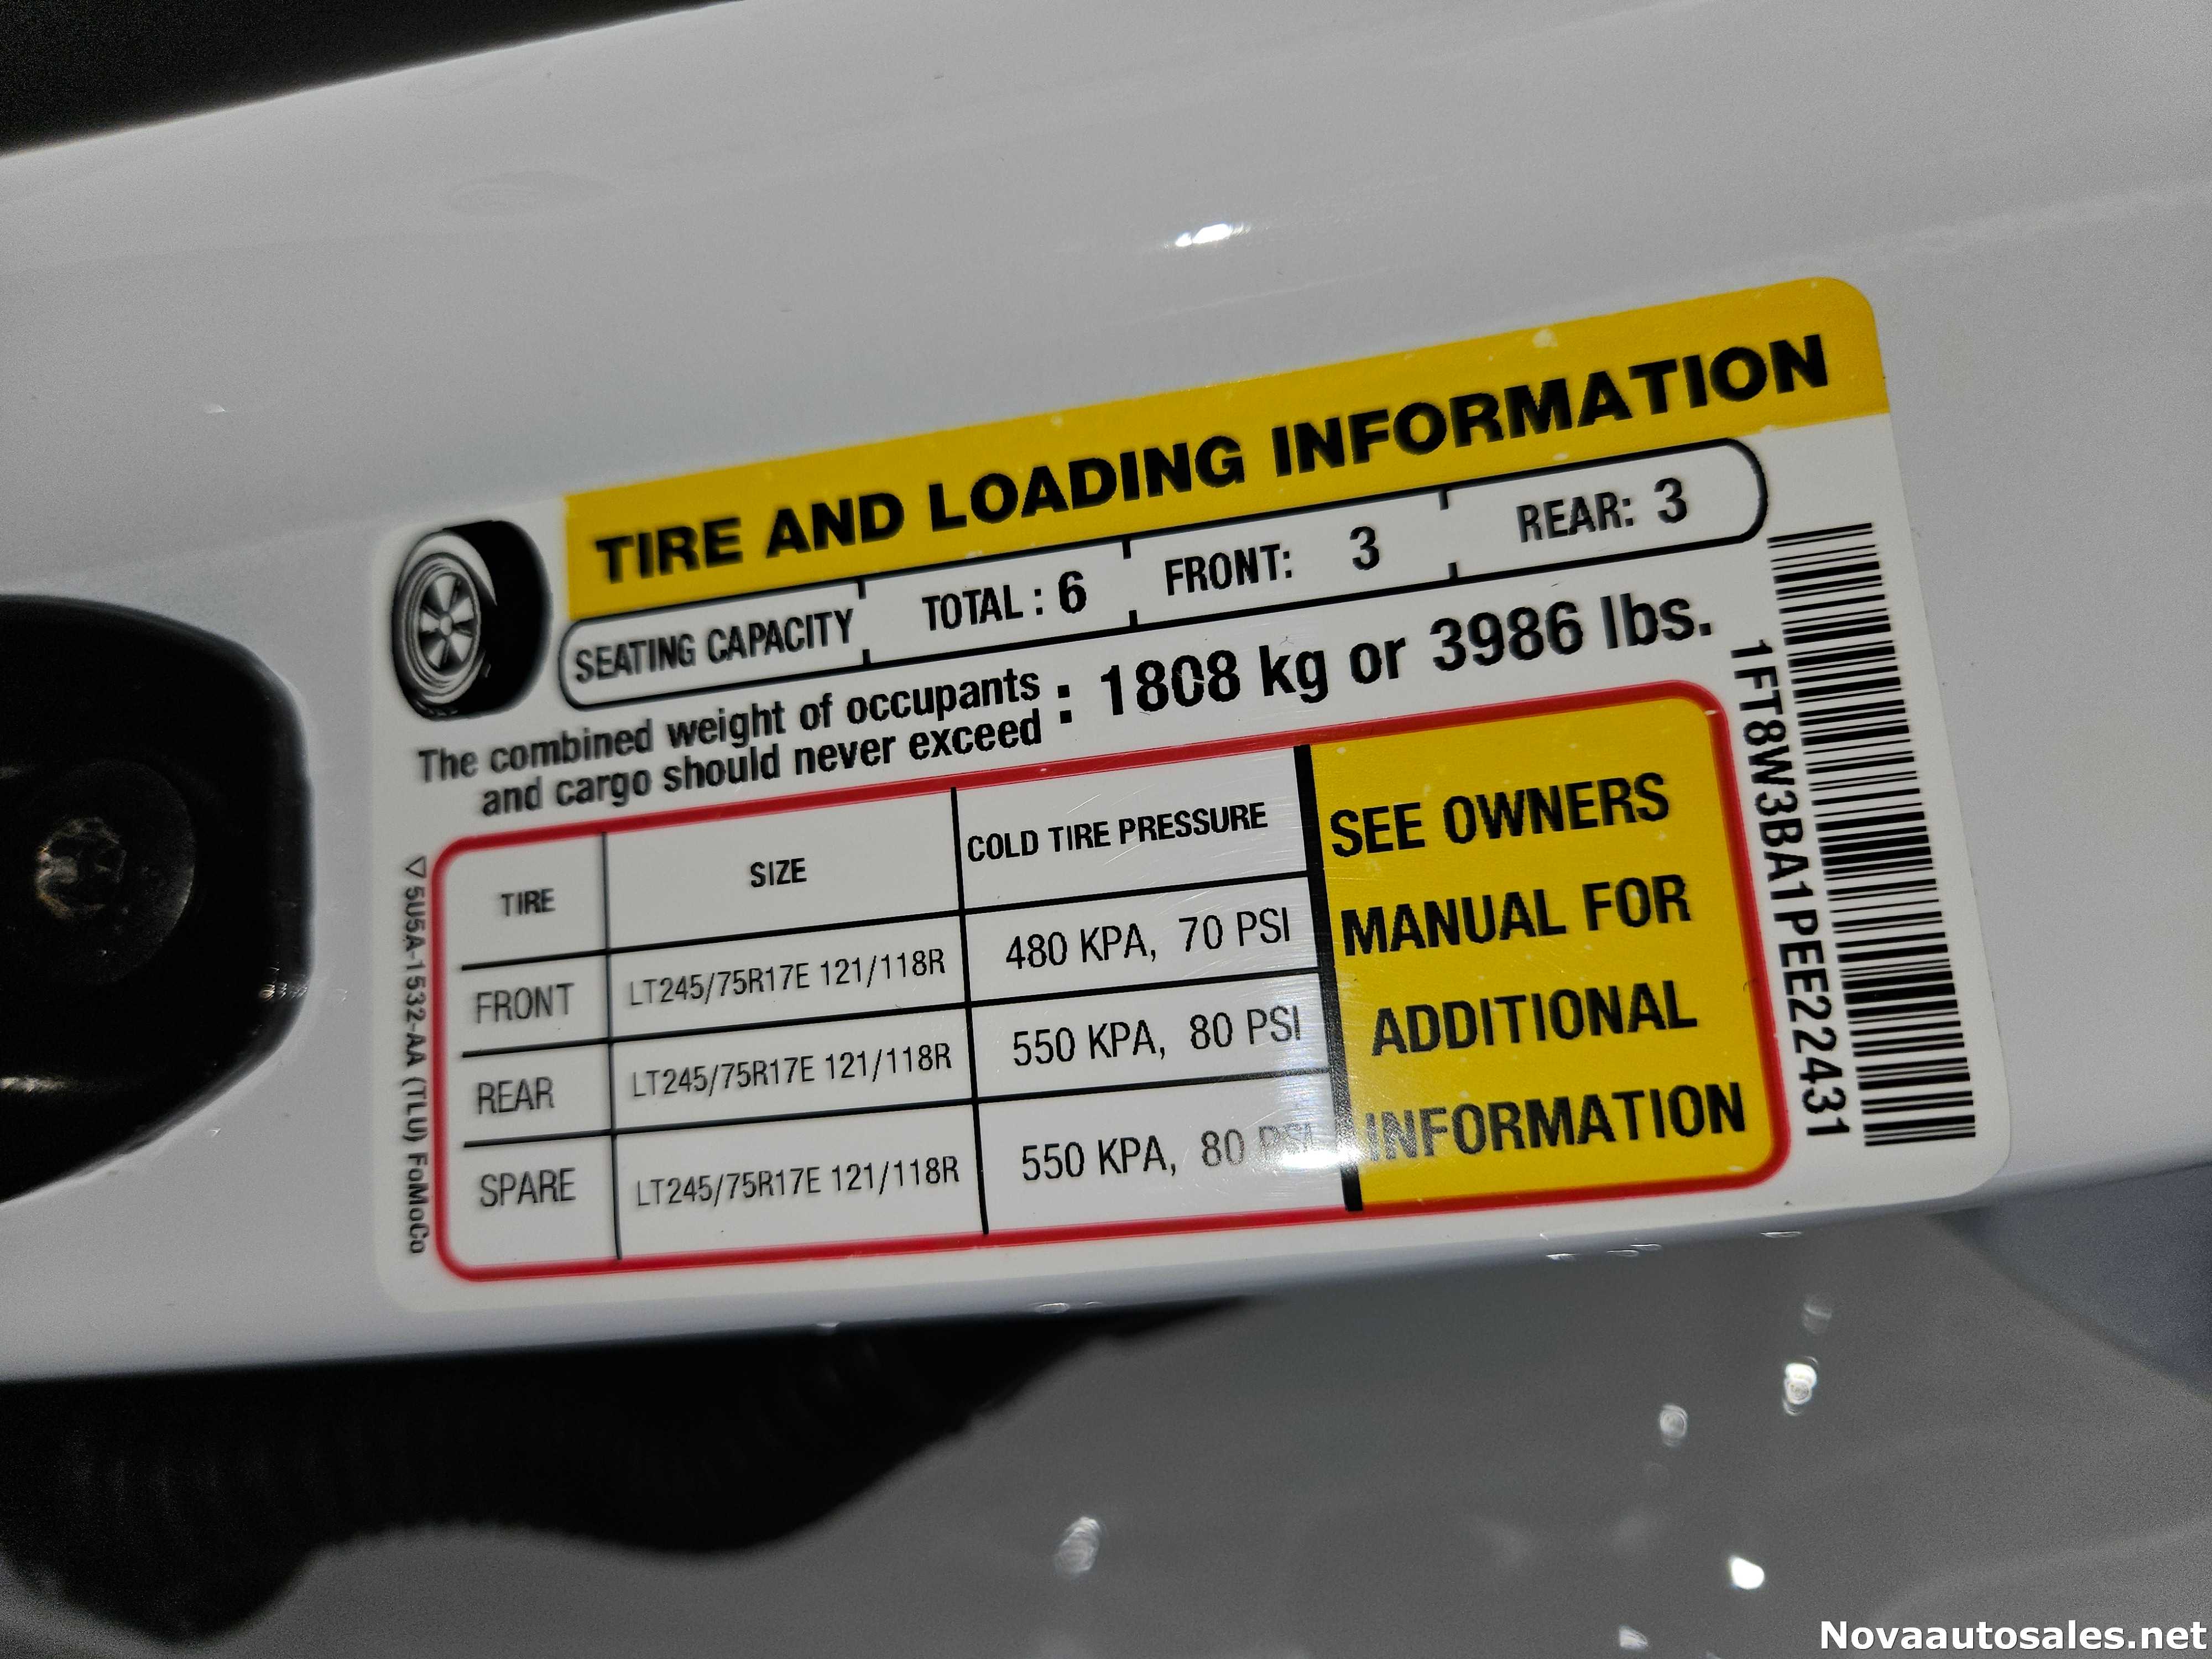 TIRE AND LOADING INFORMATION
SEATING CAPACITY TOTAL : 6 FRONT: 3 REAR: 3
The combined weight of occupants
and cargo should never exceed : 1808 kg or 3986 lbs.
TIRE SIZE COLD TIRE PRESSURE
FRONT LT245/75R17E 121/118R 480 KPA, 70 PSI
REAR LT245/75R17E 121/118R 550 KPA, 80 PSI
SPARE LT245/75R17E 121/118R 550 KPA, 80 PSI
SEE OWNERS
MANUAL FOR
ADDITIONAL
INFORMATION
1FT8W3BA1PEE22431
5U5A-1532-AA (TLU) FoMoCo
Novaautosales.net